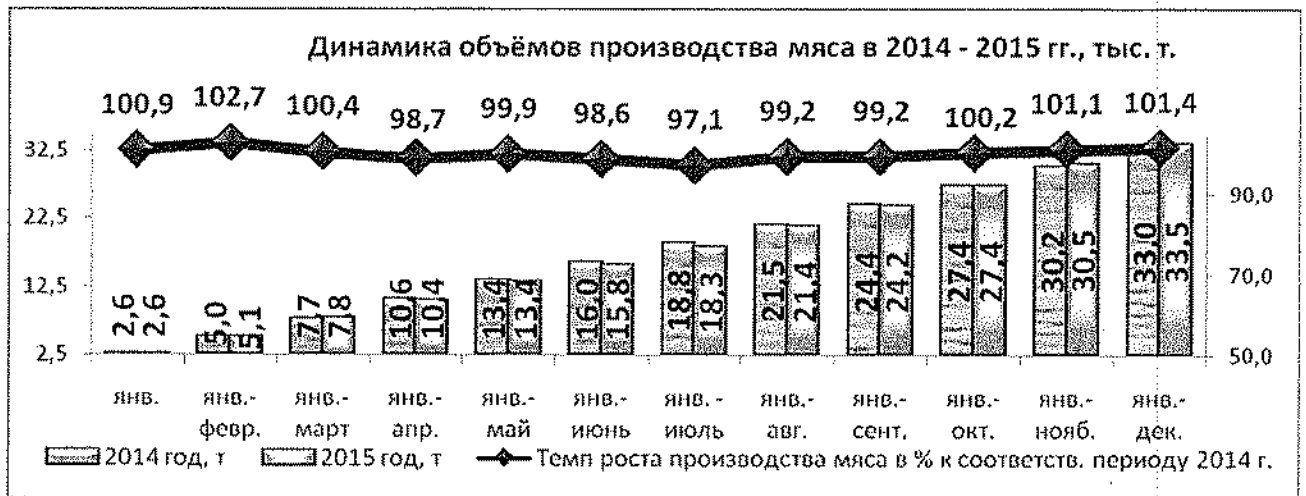 Динамика объёмов производства мяса в 2014 - 2015 гг., тыс. т.
100,9 102,7 100,4 98,7 99,9 98,6 97,1 99,2 99,2 100,2 101,1 101,4
32,5
22,5
12,5
2,5
90,0
70,0
50,0
2,6 2,6 5,0 5,1 7,7 7,8 10,6 10,4 13,4 13,4 16,0 15,8 18,8 18,3 21,5 21,4 24,4 24,2 27,4 27,4 30,2 30,5 33,0 33,5
янв. янв.- янв.- янв.- янв.- янв.- янв. - янв.- янв.- янв.- янв.- янв.-
февр. март апр. май июнь июль авг. сент. окт. нояб. дек.
2014 год, т 2015 год, т Темп роста производства мяса в % к соответств. периоду 2014 г.